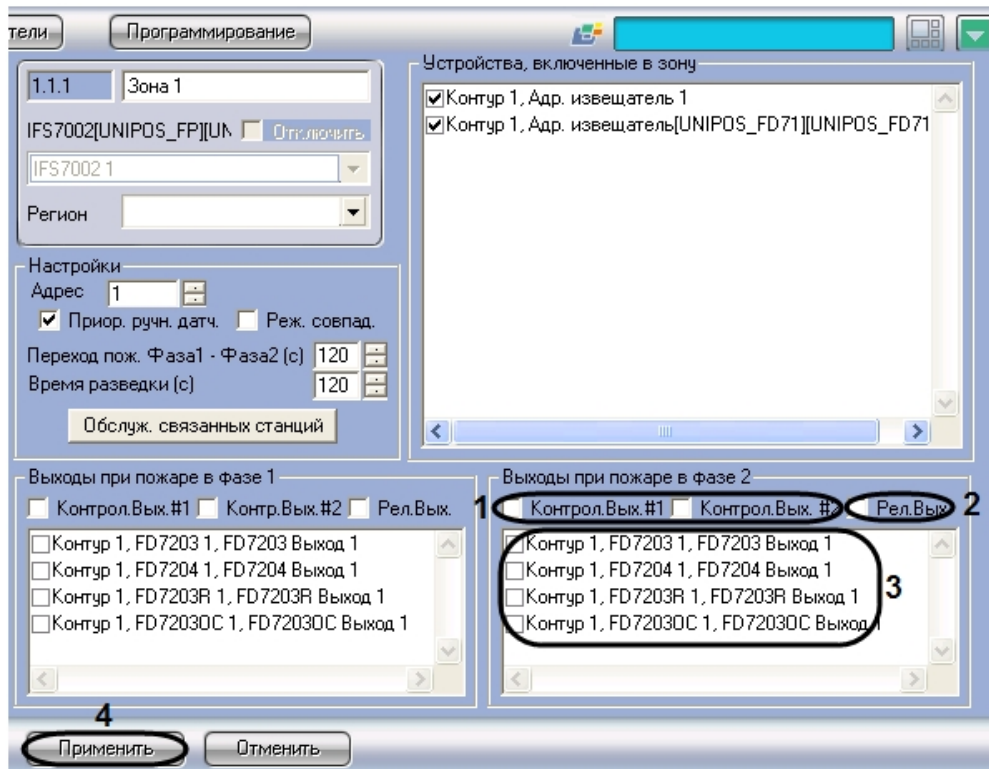 тели
Программирование
1.1.1
Зона 1
IFS7002[UNIPOS_FP][UN
Отключить
IFS7002 1
Регион
Настройки
Адрес 1
Приор. ручн. датч. Реж. совпад.
Переход пож. Фаза1 - Фаза2 (с) 120
Время разведки (с) 120
Обслуж. связанных станций
Устройства, включенные в зону
Контур 1, Адр. извещатель 1
Контур 1, Адр. извещатель[UNIPOS_FD71][UNIPOS_FD71
Выходы при пожаре в фазе 1
Контрол.Вых.#1 Контр.Вых.#2 Рел.Вых.
Контур 1, FD7203 1, FD7203 Выход 1
Контур 1, FD7204 1, FD7204 Выход 1
Контур 1, FD7203R 1, FD7203R Выход 1
Контур 1, FD7203OC 1, FD7203OC Выход 1
Выходы при пожаре в фазе 2
1 Контрол.Вых.#1 Контрол.Вых. #2 Рел.Вых 2
Контур 1, FD7203 1, FD7203 Выход 1
Контур 1, FD7204 1, FD7204 Выход 1
Контур 1, FD7203R 1, FD7203R Выход 1
3
Контур 1, FD7203OC 1, FD7203OC Выход 1
4
Применить
Отменить